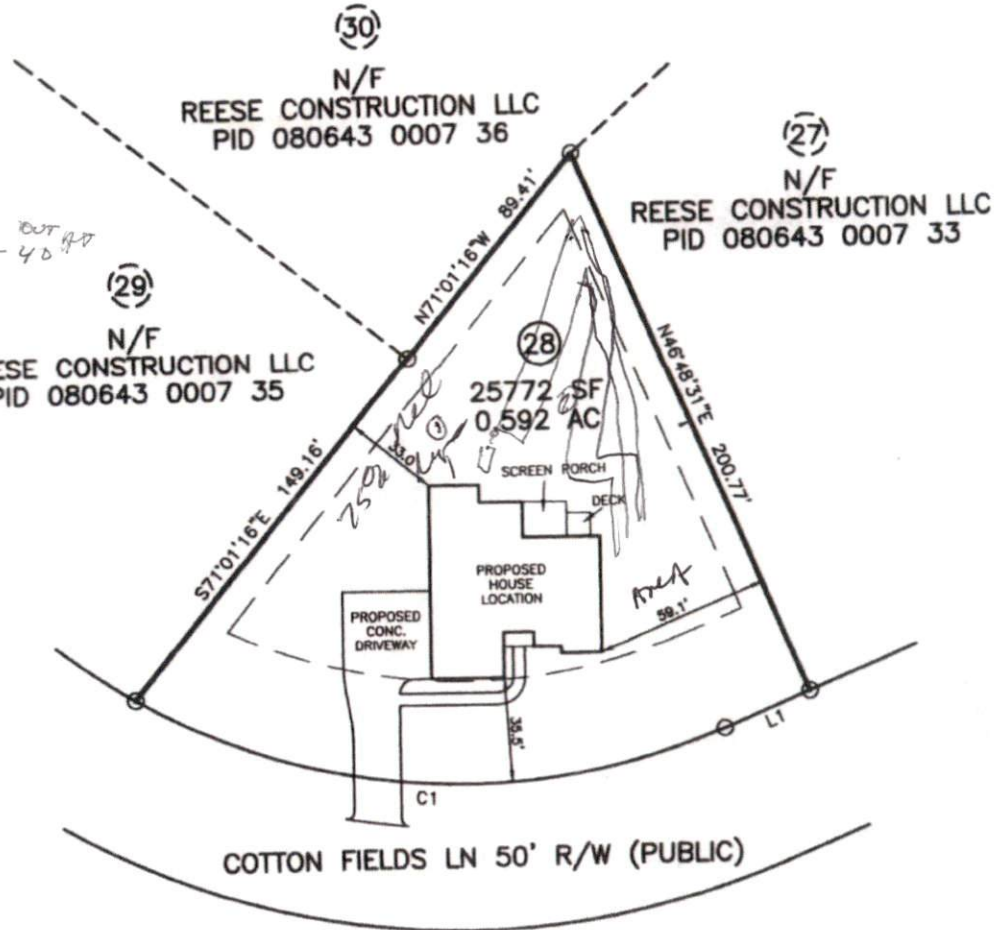 30
N/F
REESE CONSTRUCTION LLC
PID 080643 0007 36
27
N/F
REESE CONSTRUCTION LLC
PID 080643 0007 33
OUT
40
29
N/F
ESE CONSTRUCTION LLC
PID 080643 0007 35
N71°01'16"W 89.41'
S71°01'16"E 149.16'
N46°48'31"E 200.77'
28
25772 SF
0.592 AC
33.0
SCREEN PORCH
DECK
PROPOSED
HOUSE
LOCATION
PROPOSED
CONC.
DRIVEWAY
Area
59.1'
35.5'
L1
C1
COTTON FIELDS LN 50' R/W (PUBLIC)